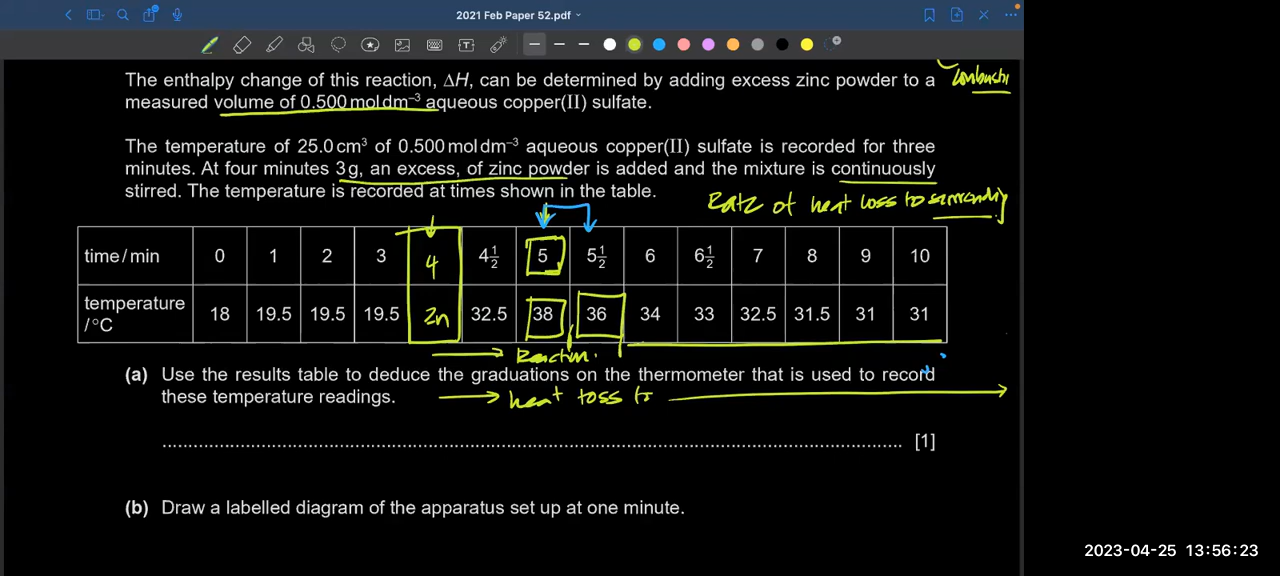 2021 Feb Paper 52.pdf
The enthalpy change of this reaction, ΔH, can be determined by adding excess zinc powder to a
measured volume of 0.500 mol dm⁻³ aqueous copper(II) sulfate.
The temperature of 25.0 cm³ of 0.500 mol dm⁻³ aqueous copper(II) sulfate is recorded for three
minutes. At four minutes 3 g, an excess, of zinc powder is added and the mixture is continuously
stirred. The temperature is recorded at times shown in the table.
Rate of heat loss to surrounding
time / min 0 1 2 3 4 4½ 5 5½ 6 6½ 7 8 9 10
temperature / °C 18 19.5 19.5 19.5 Zn 32.5 38 36 34 33 32.5 31.5 31 31
Reaction.
(a) Use the results table to deduce the graduations on the thermometer that is used to record
these temperature readings.
heat loss to
[1]
(b) Draw a labelled diagram of the apparatus set up at one minute.
2023-04-25 13:56:23